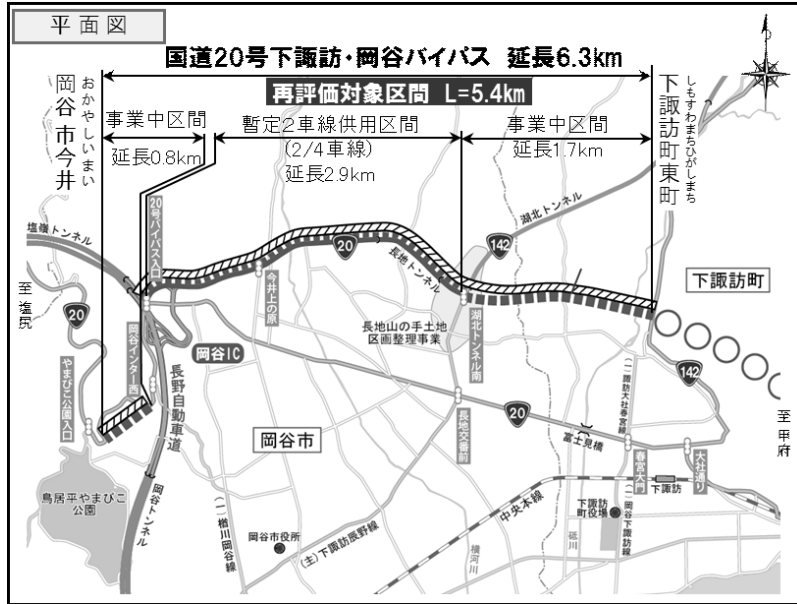 平面図
国道20号下諏訪・岡谷バイパス 延長6.3km
再評価対象区間 L=5.4km
おかやしいまい
岡谷市今井
事業中区間
延長0.8km
暫定2車線供用区間
(2/4車線)
延長2.9km
事業中区間
延長1.7km
しもすわまちひがしまち
下諏訪町東町
塩嶺トンネル
20号バイパス入口
湖北トンネル
142
20
長地トンネル
今井上の原
下諏訪町
至塩尻
20
長地山の手土地
区画整理事業
湖北トンネル南
岡谷IC
岡谷インター西
長野自動車道
やまびこ公園入口
(一)諏訪大社春宮線
142
20
至甲府
岡谷市
長地交番前
富士見橋
春宮大門
大社通り
鳥居平やまびこ
公園
岡谷トンネル
中央本線
下諏訪
下諏訪
町役場
(一)岡谷下諏訪線
(一)楢川岡谷線
岡谷市役所
(主)下諏訪辰野線
横河川
砥川